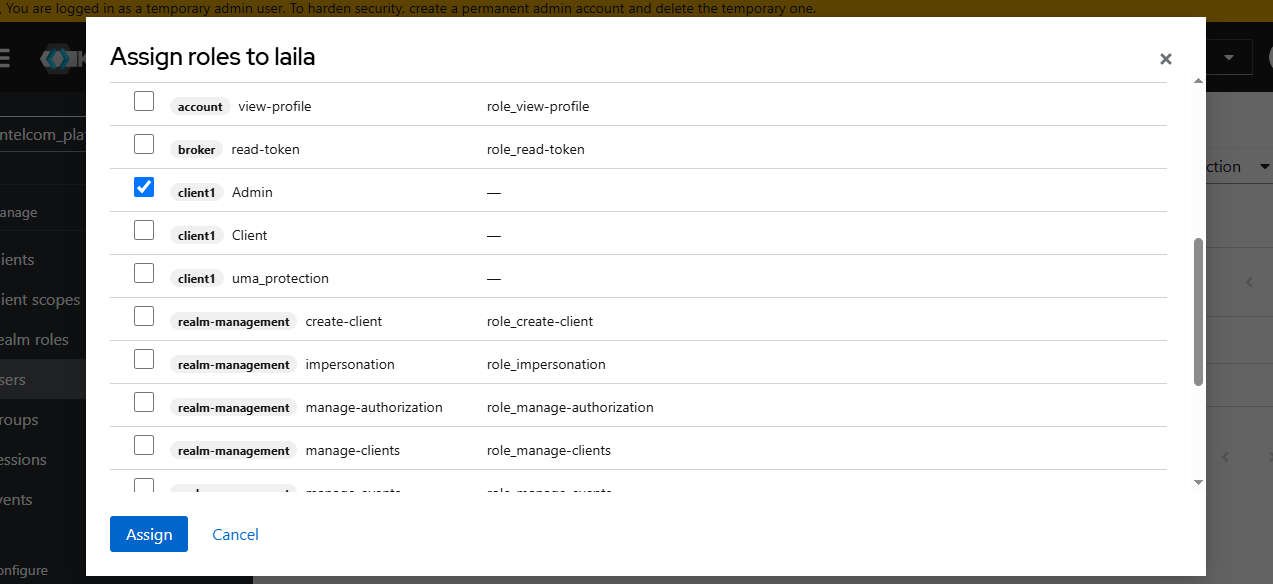 You are logged in as a temporary admin user. To harden security, create a permanent admin account and delete the temporary one.
Assign roles to laila
account view-profile role_view-profile
broker read-token role_read-token
client1 Admin —
client1 Client —
client1 uma_protection —
realm-management create-client role_create-client
realm-management impersonation role_impersonation
realm-management manage-authorization role_manage-authorization
realm-management manage-clients role_manage-clients
Assign Cancel
ntelcom_pla
anage
ients
ient scopes
ealm roles
sers
roups
essions
vents
onfigure
ction